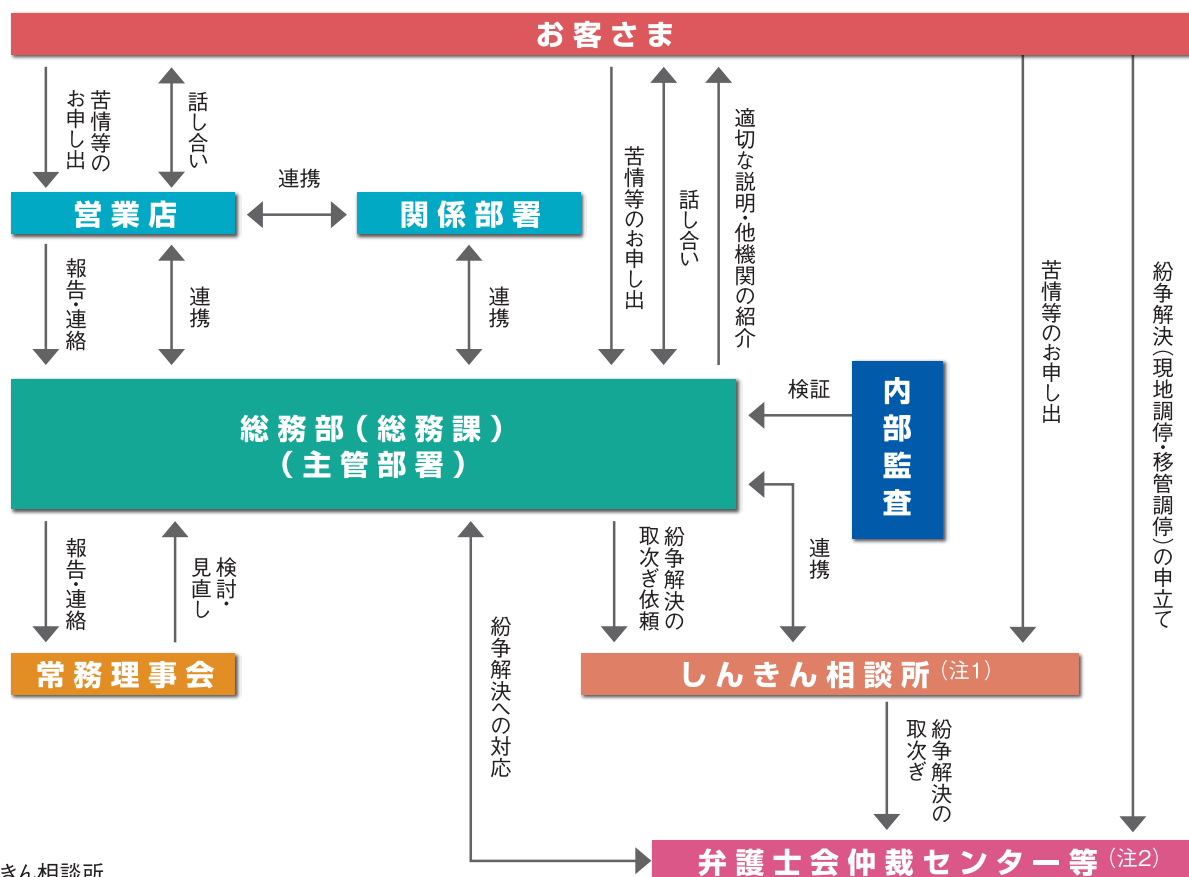 お客さま
苦情等の
お申し出
話し合い
苦情等のお申し出
話し合い
適切な説明・他機関の紹介
苦情等のお申し出
紛争解決(現地調停・移管調停)の申立て
営業店
連携
関係部署
報告・連絡
連携
連携
総務部(総務課)
(主管部署)
検証
内部監査
連携
報告・連絡
検討・
見直し
紛争解決への対応
紛争解決の
取次ぎ依頼
常務理事会
しんきん相談所(注1)
紛争解決の
取次ぎ
弁護士会仲裁センター等(注2)
きん相談所